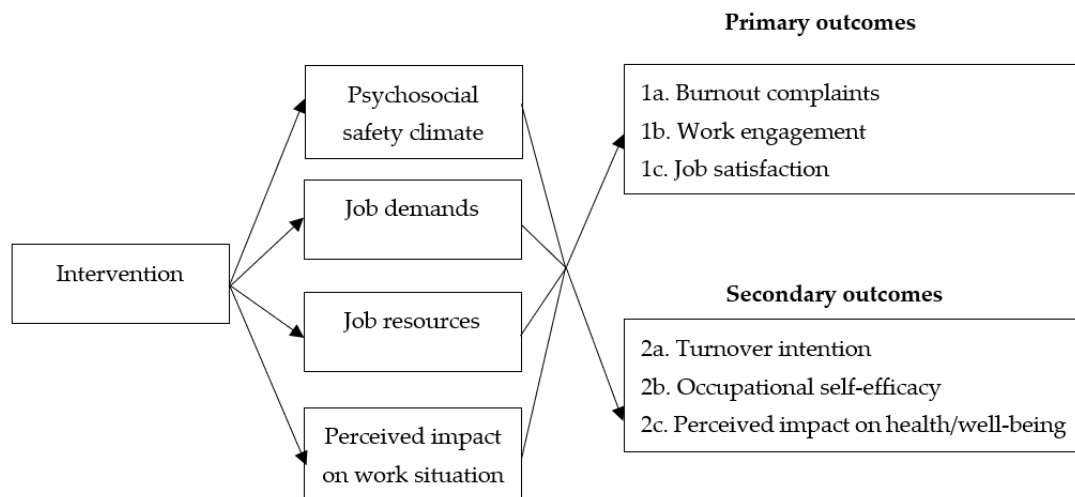 Primary outcomes
Psychosocial
safety climate
1a. Burnout complaints
1b. Work engagement
1c. Job satisfaction
Job demands
Intervention
Job resources
Secondary outcomes
2a. Turnover intention
2b. Occupational self-efficacy
2c. Perceived impact on health/well-being
Perceived impact
on work situation